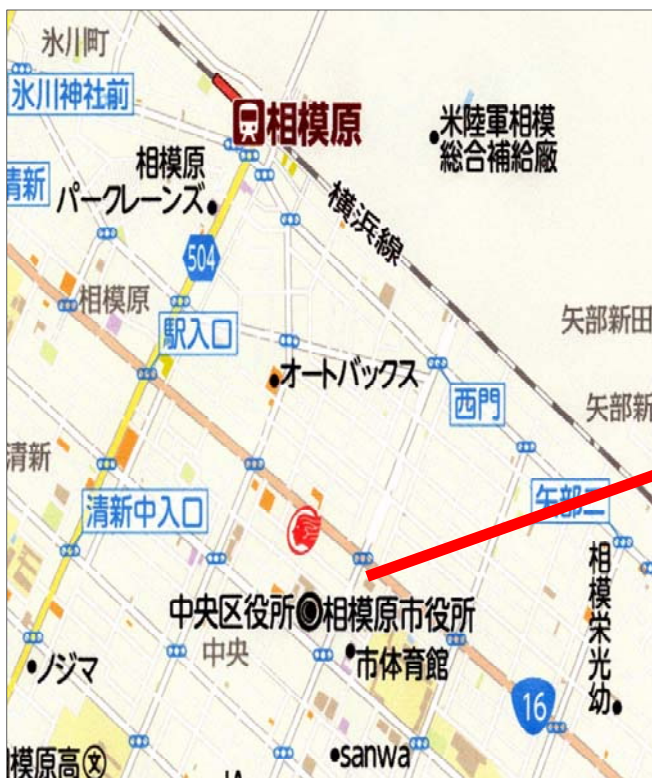 氷川町
氷川神社前
相模原
米陸軍相模
総合補給廠
清新
相模原
パークレーンズ
横浜線
504
相模原
駅入口
矢部新田
オートバックス
西門
矢部新
清新
清新中入口
矢部二
中央区役所
相模原市役所
相模栄光幼
中央
市体育館
ノジマ
16
模原高
文
sanwa